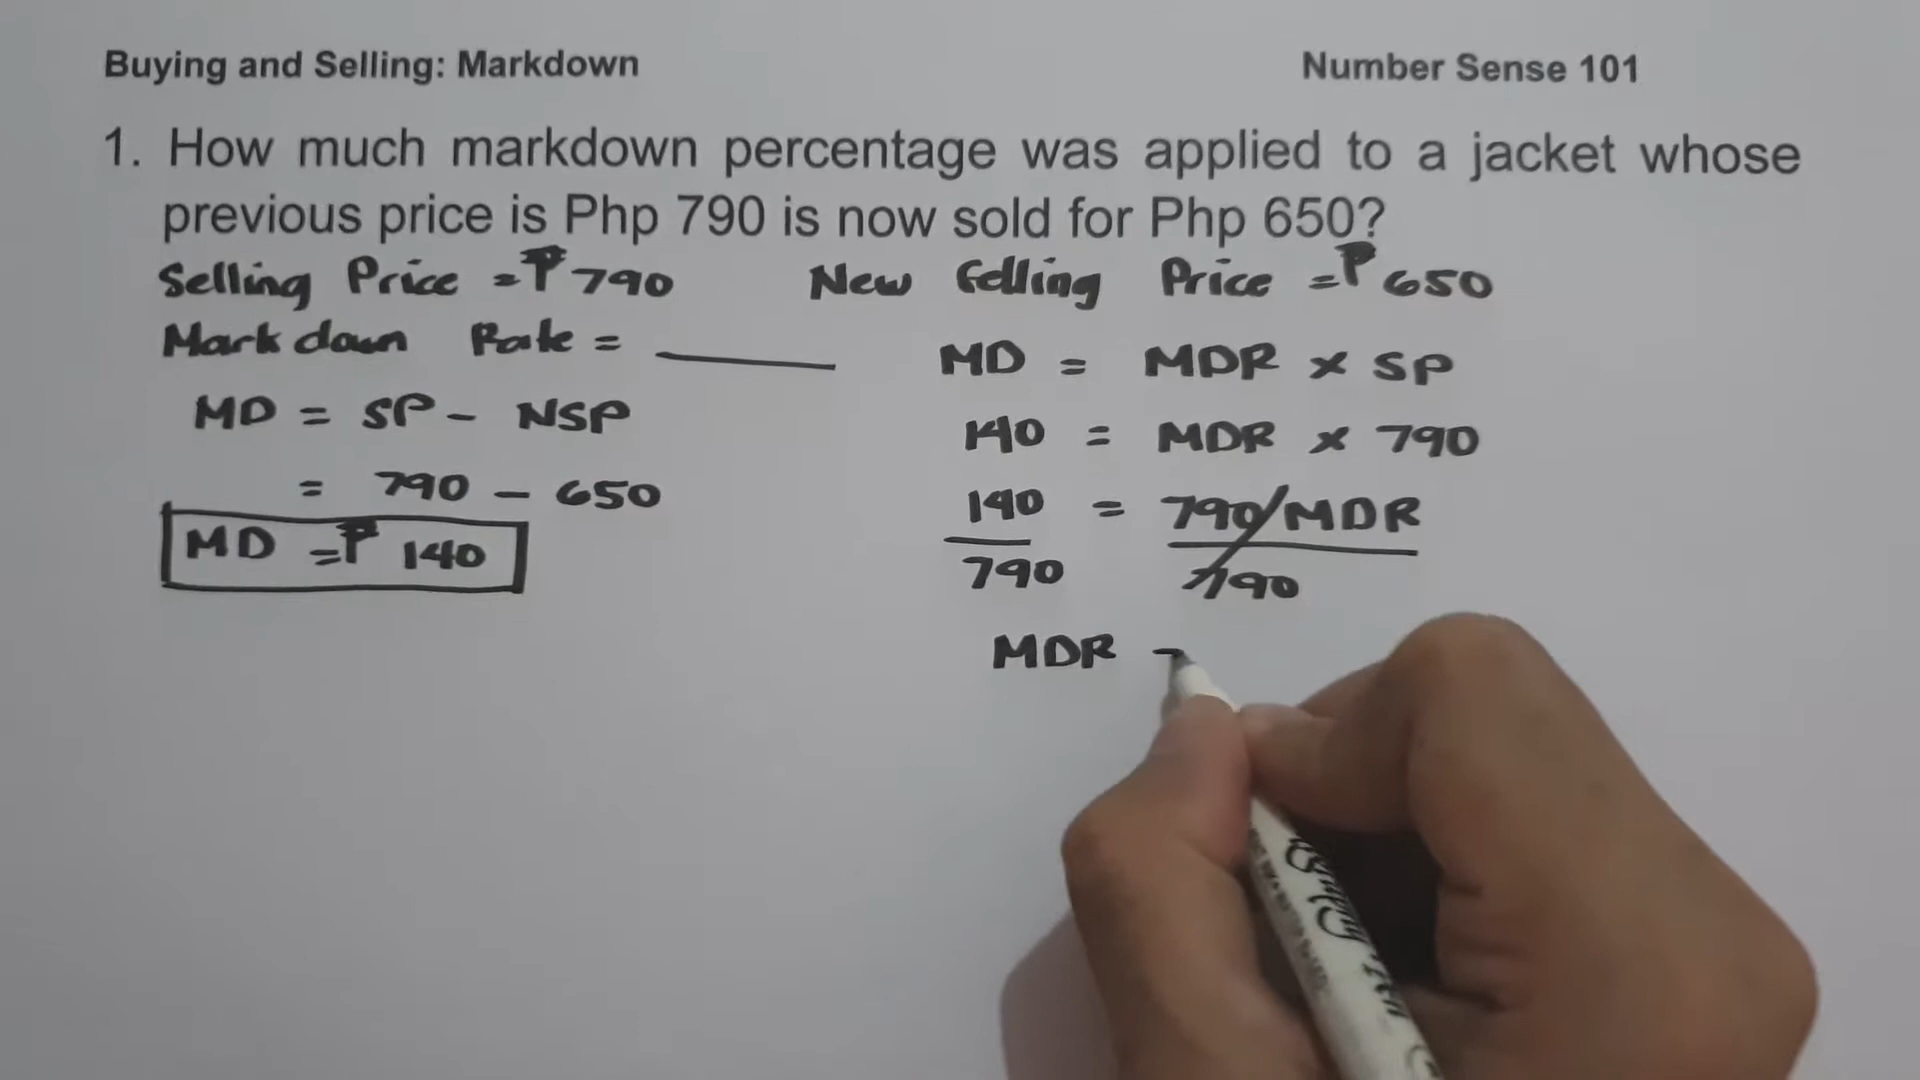 Buying and Selling: Markdown
Number Sense 101
1. How much markdown percentage was applied to a jacket whose
previous price is Php 790 is now sold for Php 650?
Selling Price = ₱790
New Selling Price = ₱650
Markdown Rate = ______
MD = SP - NSP
= 790 - 650
MD = ₱ 140
MD = MDR x SP
140 = MDR x 790
140 = 790/MDR
790 790
MDR -